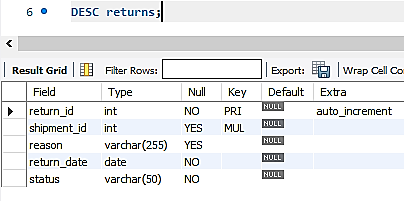 6 DESC returns;
Result Grid Filter Rows: Export: Wrap Cell Co
Field Type Null Key Default Extra
return_id int NO PRI NULL auto_increment
shipment_id int YES MUL NULL
reason varchar(255) YES NULL
return_date date NO NULL
status varchar(50) NO NULL